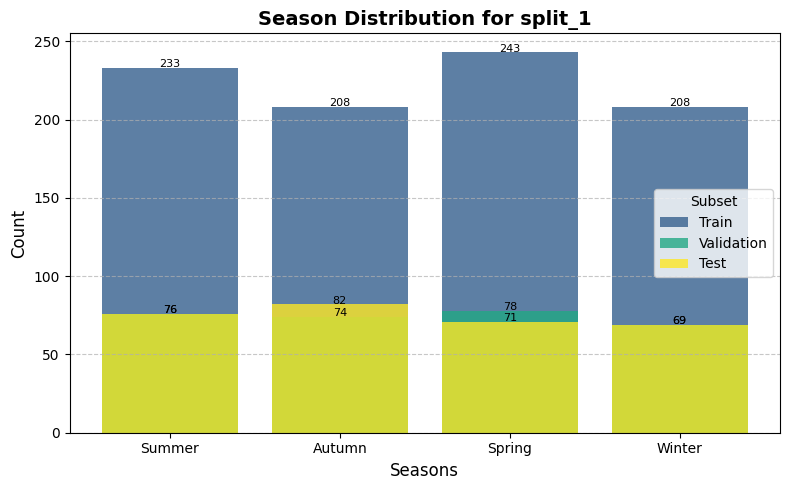 Season Distribution for split_1
250
200
150
100
50
0
Count
233
208
243
208
76
82
74
78
71
69
Subset
Train
Validation
Test
Summer
Autumn
Spring
Winter
Seasons